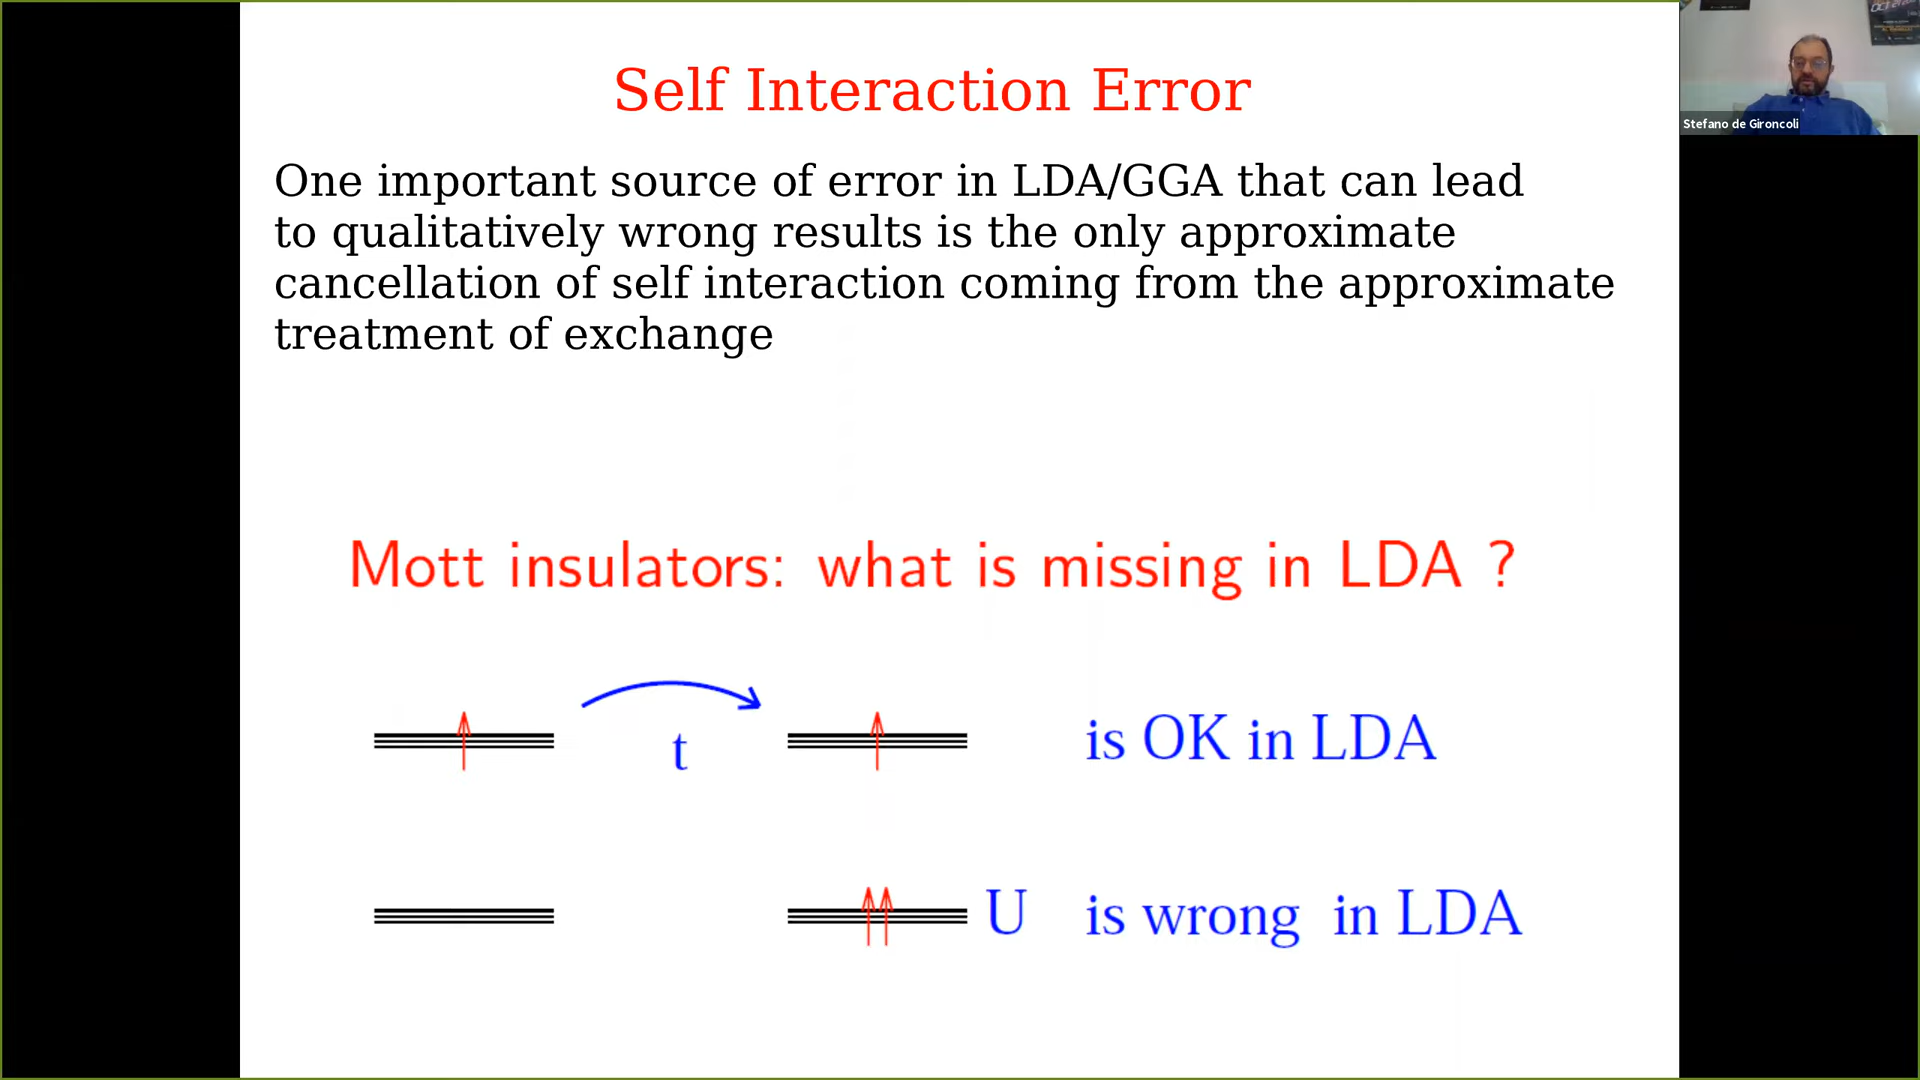 Self Interaction Error
One important source of error in LDA/GGA that can lead
to qualitatively wrong results is the only approximate
cancellation of self interaction coming from the approximate
treatment of exchange
Mott insulators: what is missing in LDA ?
t
is OK in LDA
U is wrong in LDA
Stefano de Gironcoli